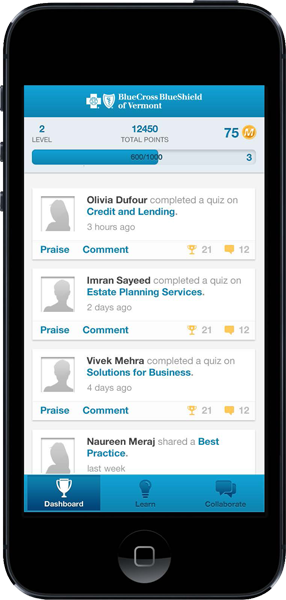 BlueCross BlueShield
of Vermont
2
LEVEL
12450
TOTAL POINTS
75 M
600/1000
3
Olivia Dufour completed a quiz on
Credit and Lending.
3 hours ago
Praise Comment 21 12
Imran Sayeed completed a quiz on
Estate Planning Services.
2 days ago
Praise Comment 21 12
Vivek Mehra completed a quiz on
Solutions for Business.
4 days ago
Praise Comment 21 12
Naureen Meraj shared a Best
Practice.
last week
Dashboard Learn Collaborate